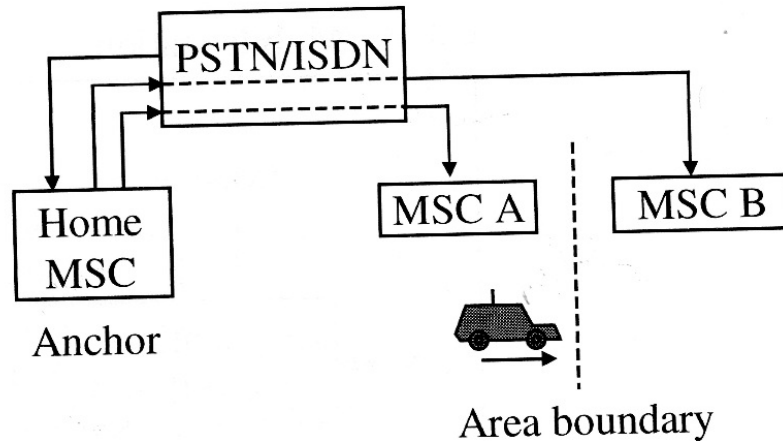 PSTN/ISDN
Home
MSC
MSC A
MSC B
Anchor
Area boundary